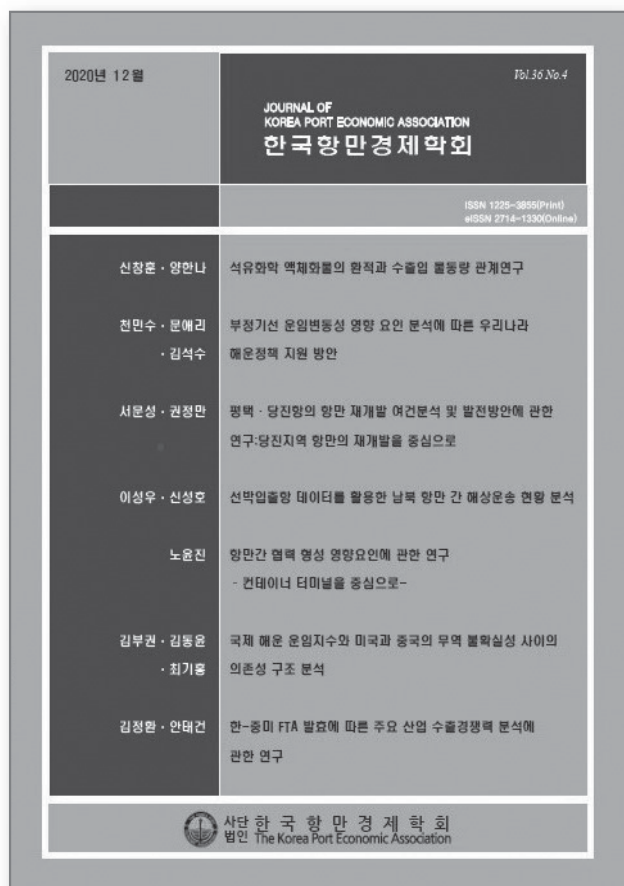 2020년 12월
Vol.36 No.4
JOURNAL OF
KOREA PORT ECONOMIC ASSOCIATION
한국항만경제학회
ISSN 1225-3855(Print)
eISSN 2714-1330(Online)
신창훈·양한나 석유화학 액체화물의 환적과 수출입 물동량 관계연구
천민수·문애리 부정기선 운임변동성 영향 요인 분석에 따른 우리나라
·김석수 해운정책 지원 방안
서문성·권정만 평택·당진항의 항만 재개발 여건분석 및 발전방안에 관한
연구:당진지역 항만의 재개발을 중심으로
이성우·신성호 선박입출항 데이터를 활용한 남북 항만 간 해상운송 현황 분석
노윤진 항만간 협력 형성 영향요인에 관한 연구
- 컨테이너 터미널을 중심으로-
김부권·김동윤 국제 해운 운임지수와 미국과 중국의 무역 불확실성 사이의
·최기홍 의존성 구조 분석
김정환·안태건 한-중미 FTA 발효에 따른 주요 산업 수출경쟁력 분석에
관한 연구
사단 한국항만경제학회
법인 The Korea Port Economic Association